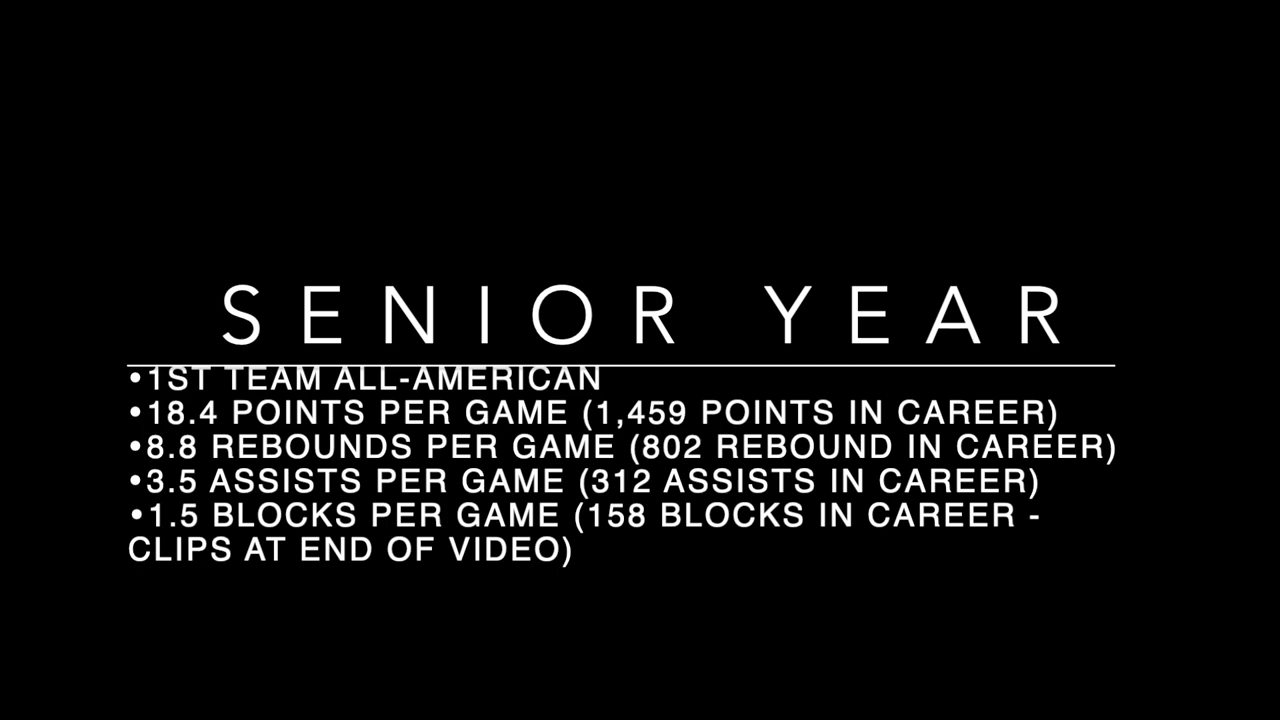 SENIOR YEAR
•1ST TEAM ALL-AMERICAN
•18.4 POINTS PER GAME (1,459 POINTS IN CAREER)
•8.8 REBOUNDS PER GAME (802 REBOUND IN CAREER)
•3.5 ASSISTS PER GAME (312 ASSISTS IN CAREER)
•1.5 BLOCKS PER GAME (158 BLOCKS IN CAREER -
CLIPS AT END OF VIDEO)